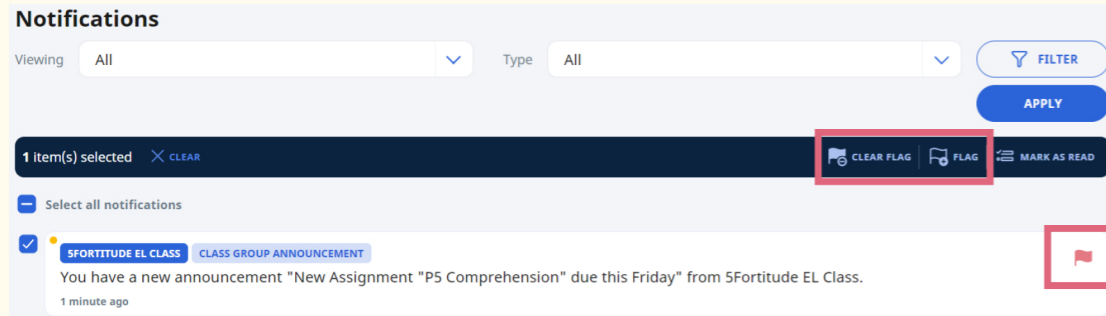 Notifications
Viewing All Type All FILTER
APPLY
1 item(s) selected CLEAR CLEAR FLAG FLAG MARK AS READ
Select all notifications
5FORTITUDE EL CLASS CLASS GROUP ANNOUNCEMENT
You have a new announcement "New Assignment "P5 Comprehension" due this Friday" from 5Fortitude EL Class.
1 minute ago